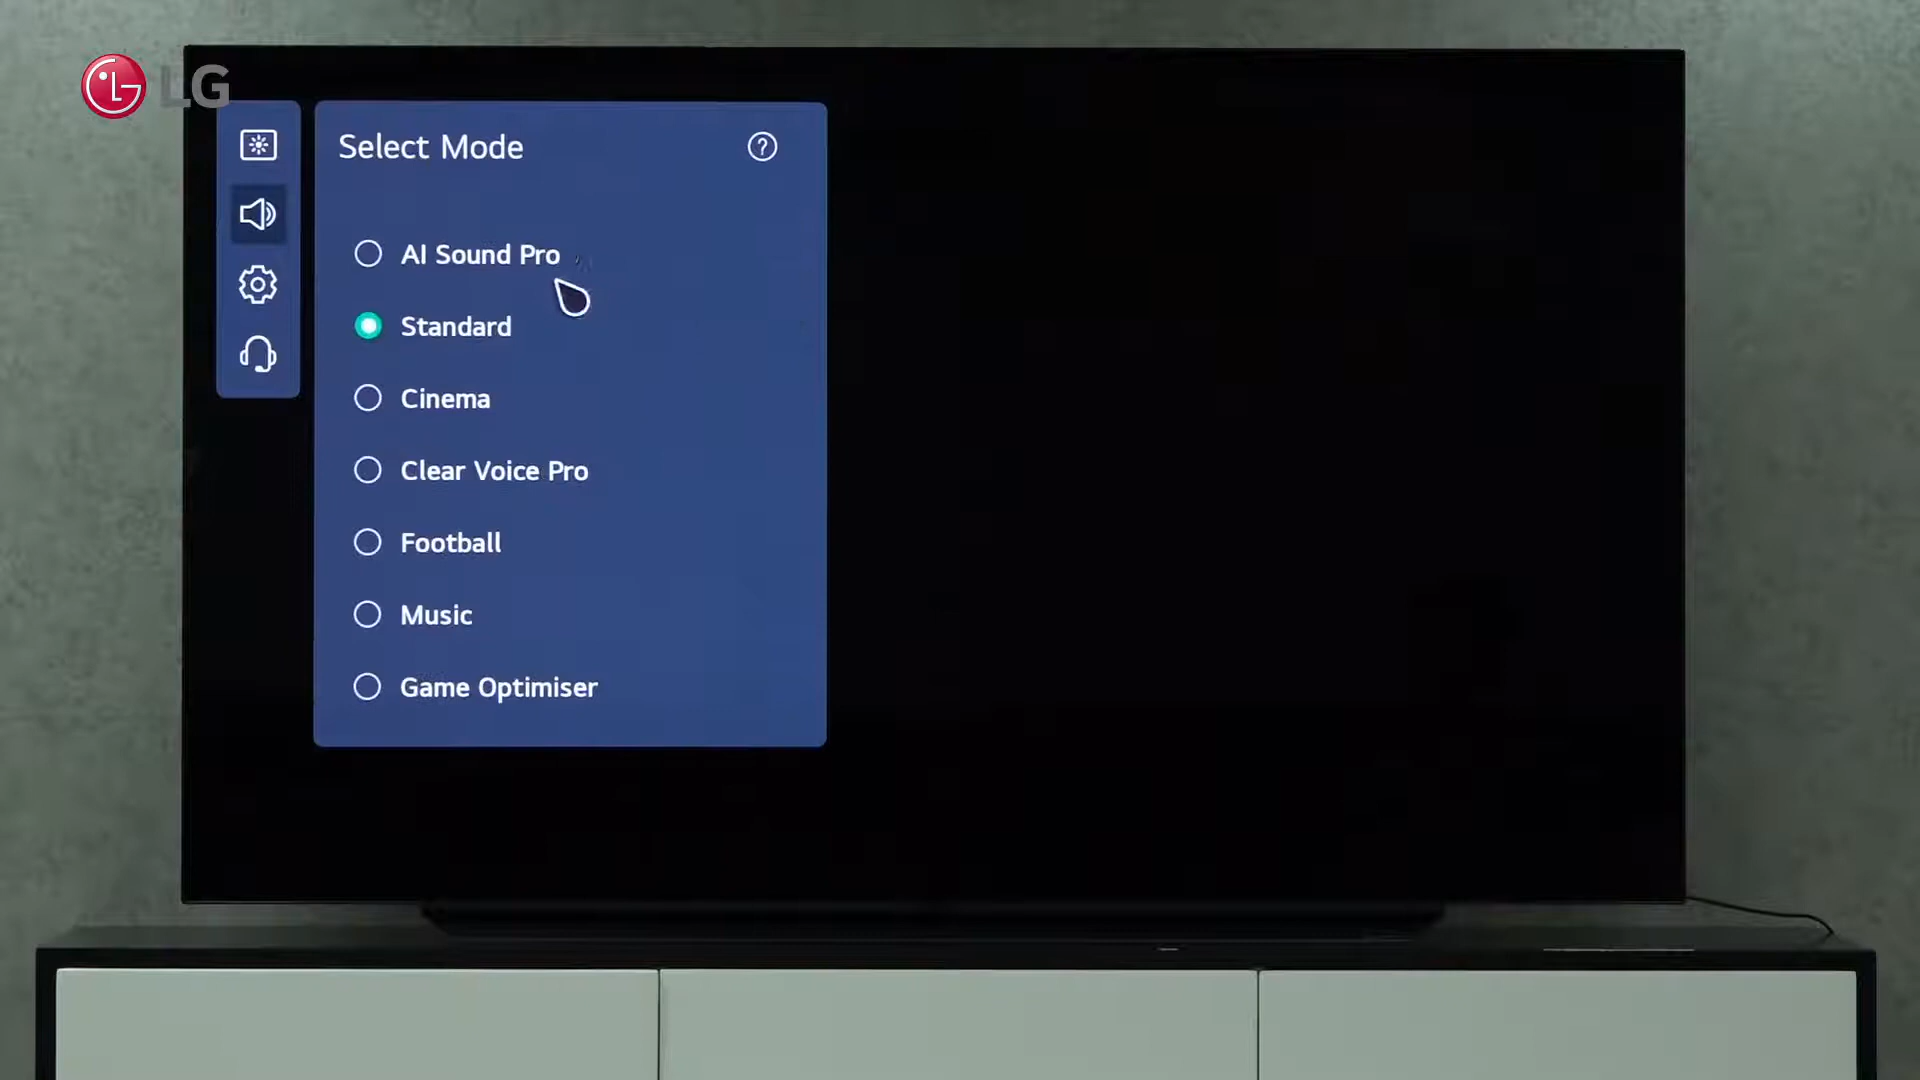 LG
Select Mode
AI Sound Pro
Standard
Cinema
Clear Voice Pro
Football
Music
Game Optimiser